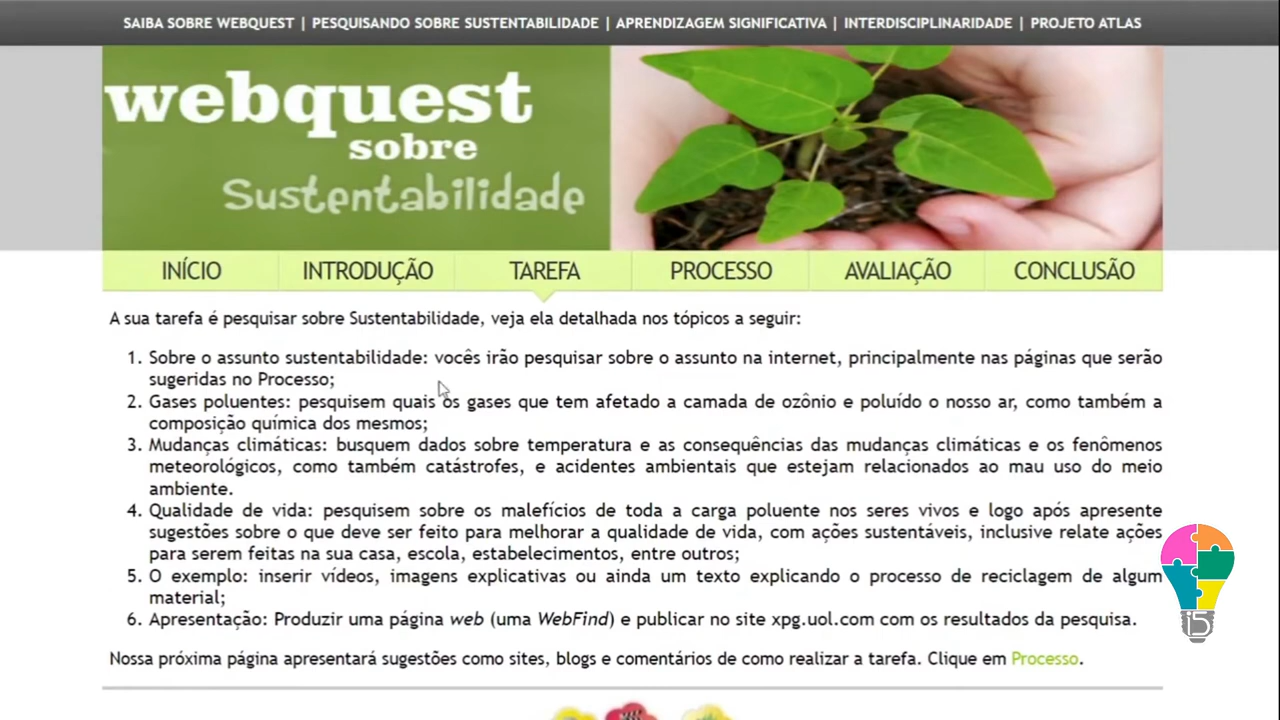 SAIBA SOBRE WEBQUEST | PESQUISANDO SOBRE SUSTENTABILIDADE | APRENDIZAGEM SIGNIFICATIVA | INTERDISCIPLINARIDADE | PROJETO ATLAS
webquest
sobre
Sustentabilidade
INÍCIO INTRODUÇÃO TAREFA PROCESSO AVALIAÇÃO CONCLUSÃO
A sua tarefa é pesquisar sobre Sustentabilidade, veja ela detalhada nos tópicos a seguir:
1. Sobre o assunto sustentabilidade: vocês irão pesquisar sobre o assunto na internet, principalmente nas páginas que serão
sugeridas no Processo;
2. Gases poluentes: pesquisem quais os gases que tem afetado a camada de ozônio e poluído o nosso ar, como também a
composição química dos mesmos;
3. Mudanças climáticas: busquem dados sobre temperatura e as consequências das mudanças climáticas e os fenômenos
meteorológicos, como também catástrofes, e acidentes ambientais que estejam relacionados ao mau uso do meio
ambiente.
4. Qualidade de vida: pesquisem sobre os malefícios de toda a carga poluente nos seres vivos e logo após apresente
sugestões sobre o que deve ser feito para melhorar a qualidade de vida, com ações sustentáveis, inclusive relate ações
para serem feitas na sua casa, escola, estabelecimentos, entre outros;
5. O exemplo: inserir vídeos, imagens explicativas ou ainda um texto explicando o processo de reciclagem de algum
material;
6. Apresentação: Produzir uma página web (uma WebFind) e publicar no site xpg.uol.com com os resultados da pesquisa.
Nossa próxima página apresentará sugestões como sites, blogs e comentários de como realizar a tarefa. Clique em Processo.
i5